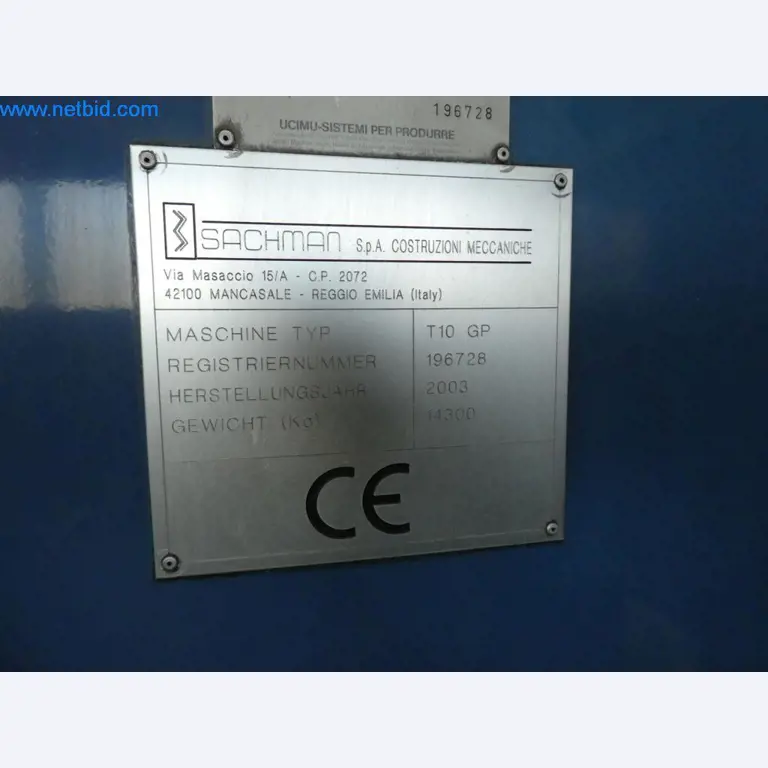 www.netbid.com
196728
UCIMU-SISTEMI PER PRODURRE
SACHMAN S.p.A. COSTRUZIONI MECCANICHE
Via Masaccio 15/A - C.P. 2072
42100 MANCASALE - REGGIO EMILIA (Italy)
MASCHINE TYP T10 GP
REGISTRIERNUMMER 196728
HERSTELLUNGSJAHR 2003
GEWICHT (Kg) 14300
CE